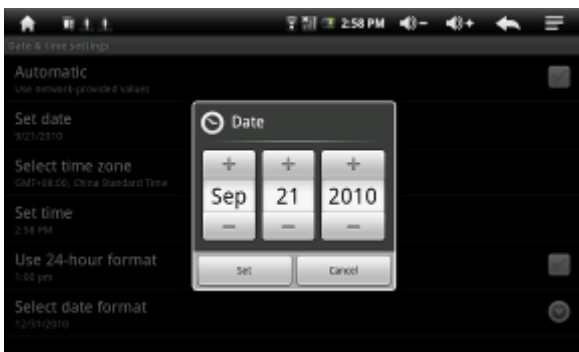 2:58 PM
Date & time settings
Automatic
Use network-provided values
Set date
9/21/2010
Select time zone
GMT+08:00, China Standard Time
Set time
2:58 PM
Use 24-hour format
1:00 pm
Select date format
12/31/2010
Date
+ + +
Sep 21 2010
- - -
Set Cancel